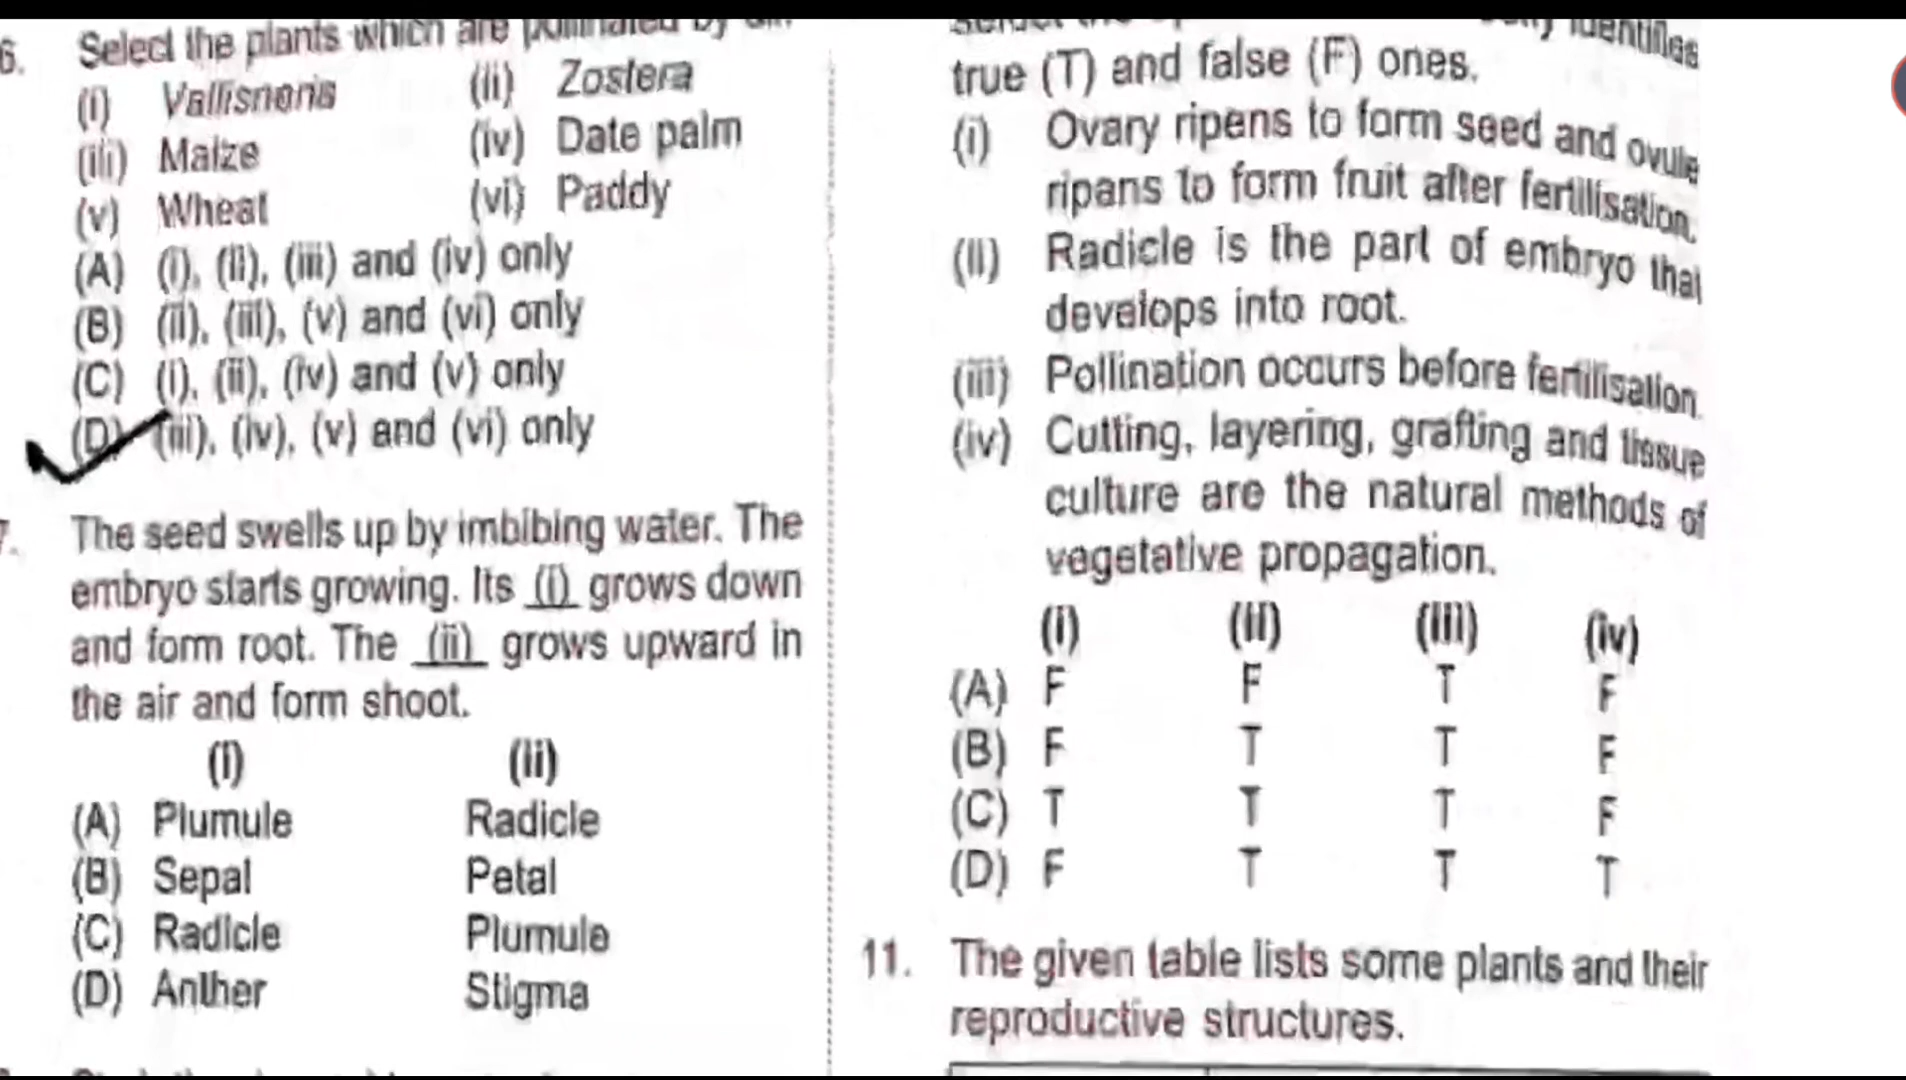 6. Select the plants which are pollinated by air.
(i) Vallisneria (ii) Zostera
(iii) Maize (iv) Date palm
(v) Wheat (vi) Paddy
(A) (i), (ii), (iii) and (iv) only
(B) (ii), (iii), (v) and (vi) only
(C) (i), (ii), (iv) and (v) only
(D) (iii), (iv), (v) and (vi) only
7. The seed swells up by imbibing water. The
embryo starts growing. Its (i) grows down
and form root. The (ii) grows upward in
the air and form shoot.
(i) (ii)
(A) Plumule Radicle
(B) Sepal Petal
(C) Radicle Plumule
(D) Anther Stigma
identifies
true (T) and false (F) ones.
(i) Ovary ripens to form seed and ovule
ripens to form fruit after fertilisation.
(ii) Radicle is the part of embryo that
develops into root.
(iii) Pollination occurs before fertilisation.
(iv) Cutting, layering, grafting and tissue
culture are the natural methods of
vegetative propagation.
(i) (ii) (iii) (iv)
(A) F F T F
(B) F T T F
(C) T T T F
(D) F T T T
11. The given table lists some plants and their
reproductive structures.